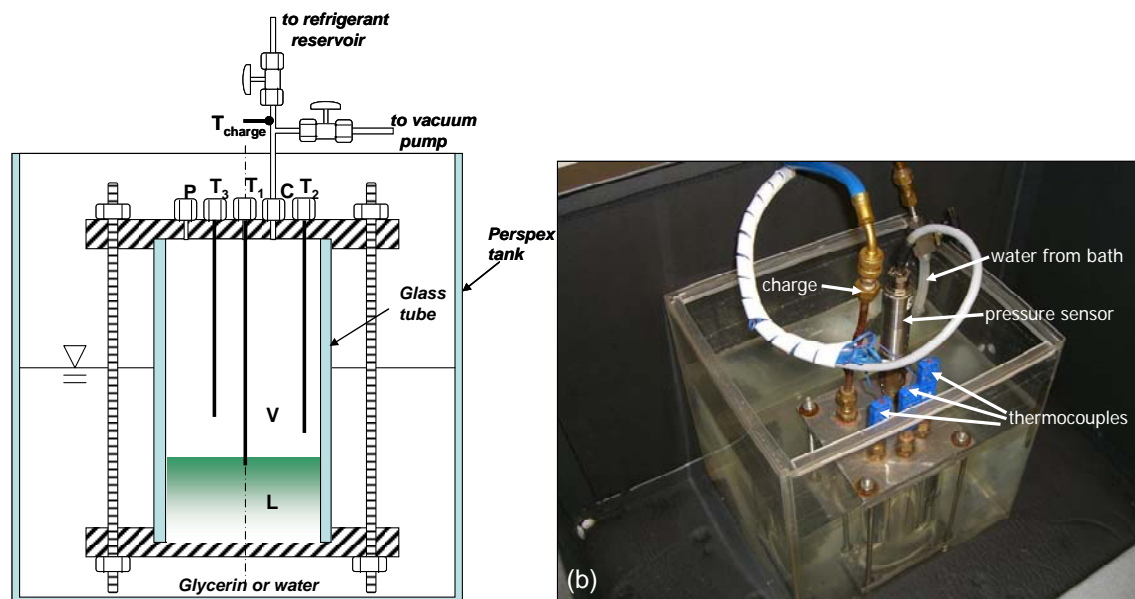 to refrigerant
reservoir
T_charge
to vacuum
pump
P
T_3
T_1
C
T_2
Perspex
tank
Glass
tube
V
L
Glycerin or water
water from bath
charge
pressure sensor
thermocouples
(b)